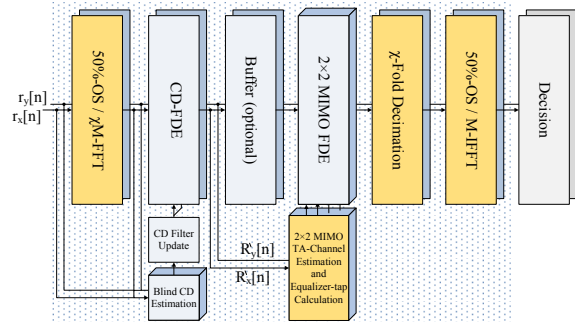 50%-OS / χM-FFT
CD-FDE
Buffer (optional)
2×2 MIMO FDE
χ-Fold Decimation
50%-OS / M-IFFT
Decision
r_y[n]
r_x[n]
CD Filter
Update
Blind CD
Estimation
R̀_y[n]
R̀_x[n]
2×2 MIMO
TA-Channel
Estimation
and
Equalizer-tap
Calculation